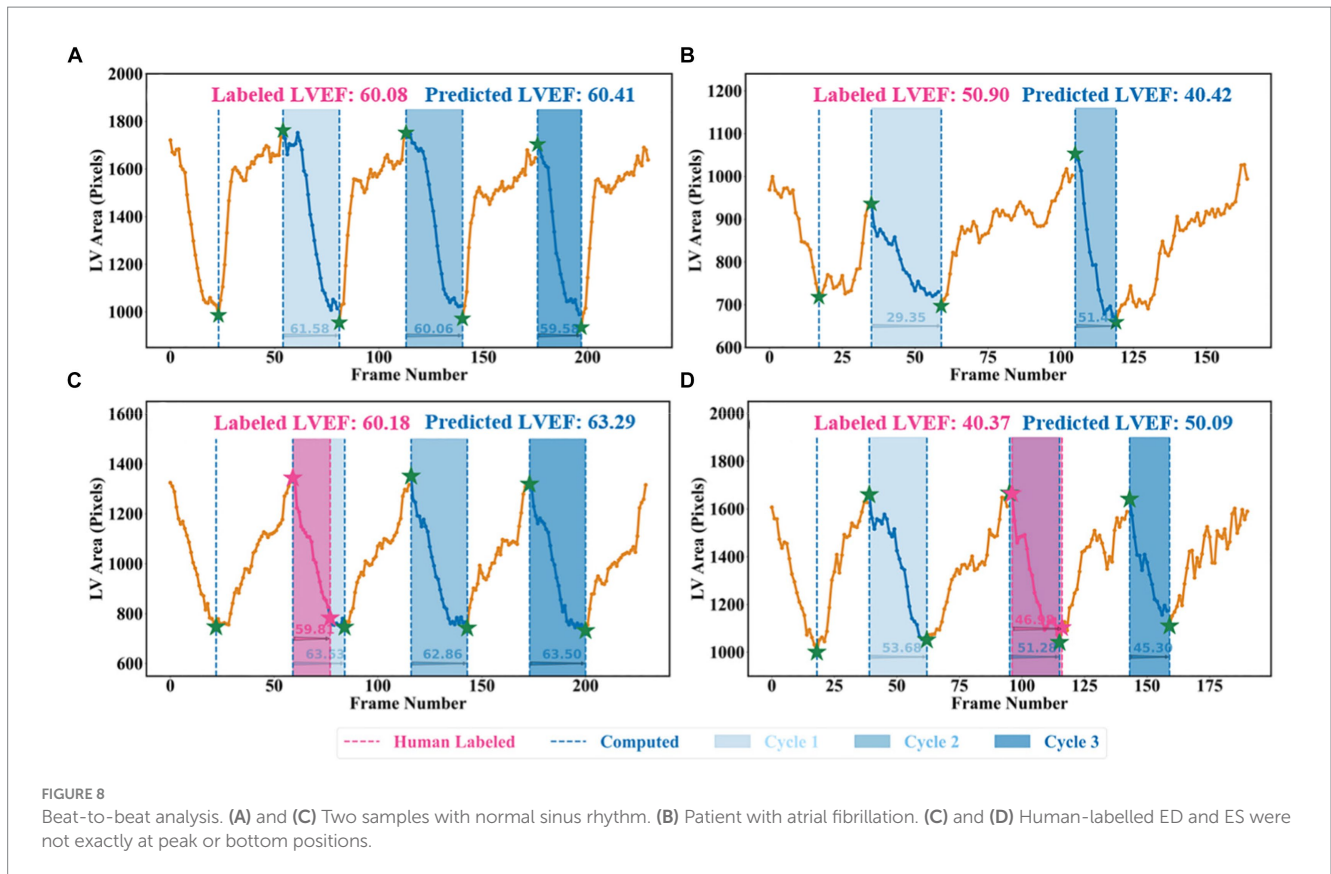 A
Labeled LVEF: 60.08 Predicted LVEF: 60.41
2000
1800
1600
1400
1200
1000
LV Area (Pixels)
61.58 60.06 59.58
0 50 100 150 200
Frame Number
B
Labeled LVEF: 50.90 Predicted LVEF: 40.42
1200
1100
1000
900
800
700
600
LV Area (Pixels)
29.35
0 25 50 75 100 125 150
Frame Number
C
Labeled LVEF: 60.18 Predicted LVEF: 63.29
1600
1400
1200
1000
800
600
LV Area (Pixels)
59.81
63.53 62.86 63.50
0 50 100 150 200
Frame Number
D
Labeled LVEF: 40.37 Predicted LVEF: 50.09
2000
1800
1600
1400
1200
1000
LV Area (Pixels)
53.68 51.28 45.30
0 25 50 75 100 125 150 175
Frame Number
Human Labeled Computed Cycle 1 Cycle 2 Cycle 3
FIGURE 8
Beat-to-beat analysis. (A) and (C) Two samples with normal sinus rhythm. (B) Patient with atrial fibrillation. (C) and (D) Human-labelled ED and ES were
not exactly at peak or bottom positions.